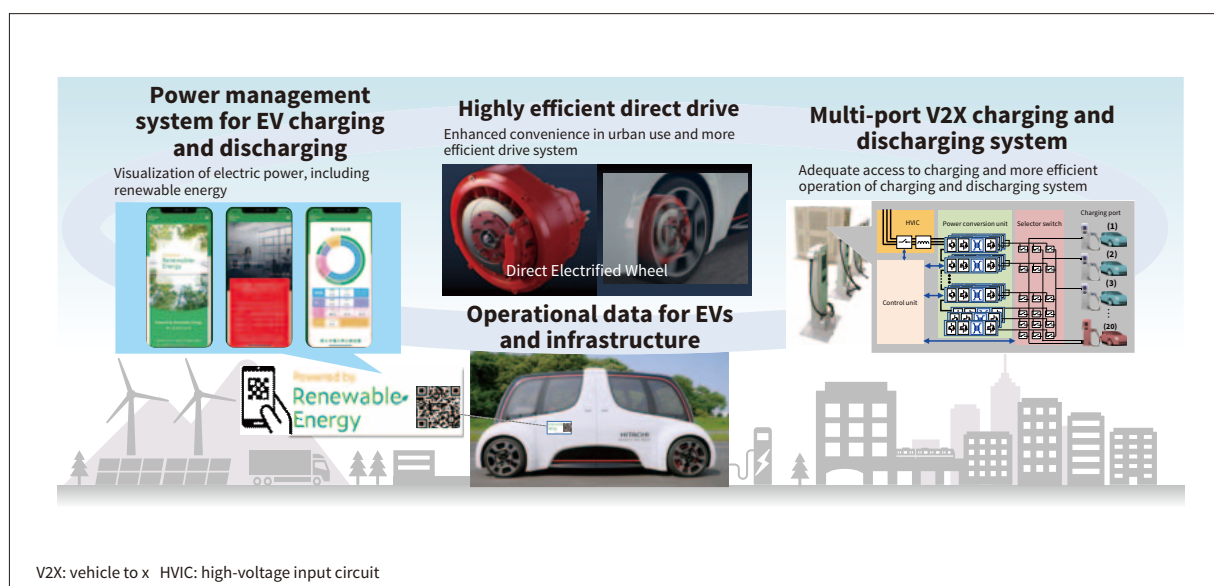 Power management
system for EV charging
and discharging
Visualization of electric power, including
renewable energy
Renewable
Energy
Highly efficient direct drive
Enhanced convenience in urban use and more
efficient drive system
Direct Electrified Wheel
Multi-port V2X charging and
discharging system
Adequate access to charging and more efficient
operation of charging and discharging system
HVIC
Power conversion unit
Selector switch
Charging port
(1)
(2)
(3)
(20)
Control unit
Operational data for EVs
and infrastructure
Powered by
Renewable
Energy
HITACHI
V2X: vehicle to x HVIC: high-voltage input circuit